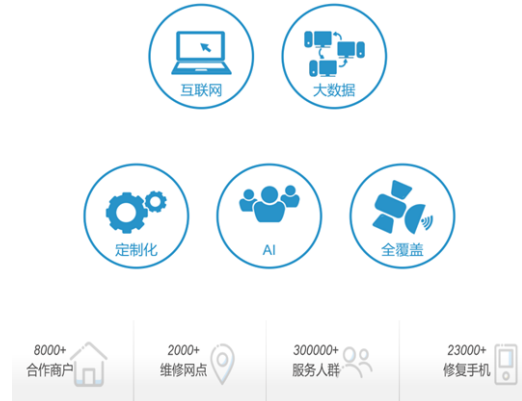 互联网
大数据
定制化
AI
全覆盖
8000+
合作商户
2000+
维修网点
300000+
服务人群
23000+
修复手机